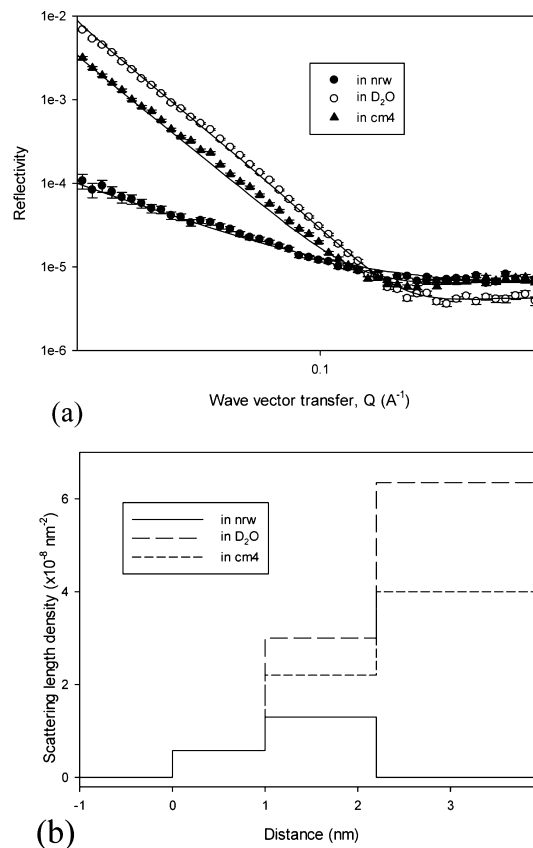 1e-2
1e-3
1e-4
1e-5
1e-6
Reflectivity
in nrw
in D₂O
in cm4
0.1
Wave vector transfer, Q (A⁻¹)
(a)
6
4
2
0
Scattering length density (x10⁻⁸ nm⁻²)
in nrw
in D₂O
in cm4
-1 0 1 2 3
Distance (nm)
(b)